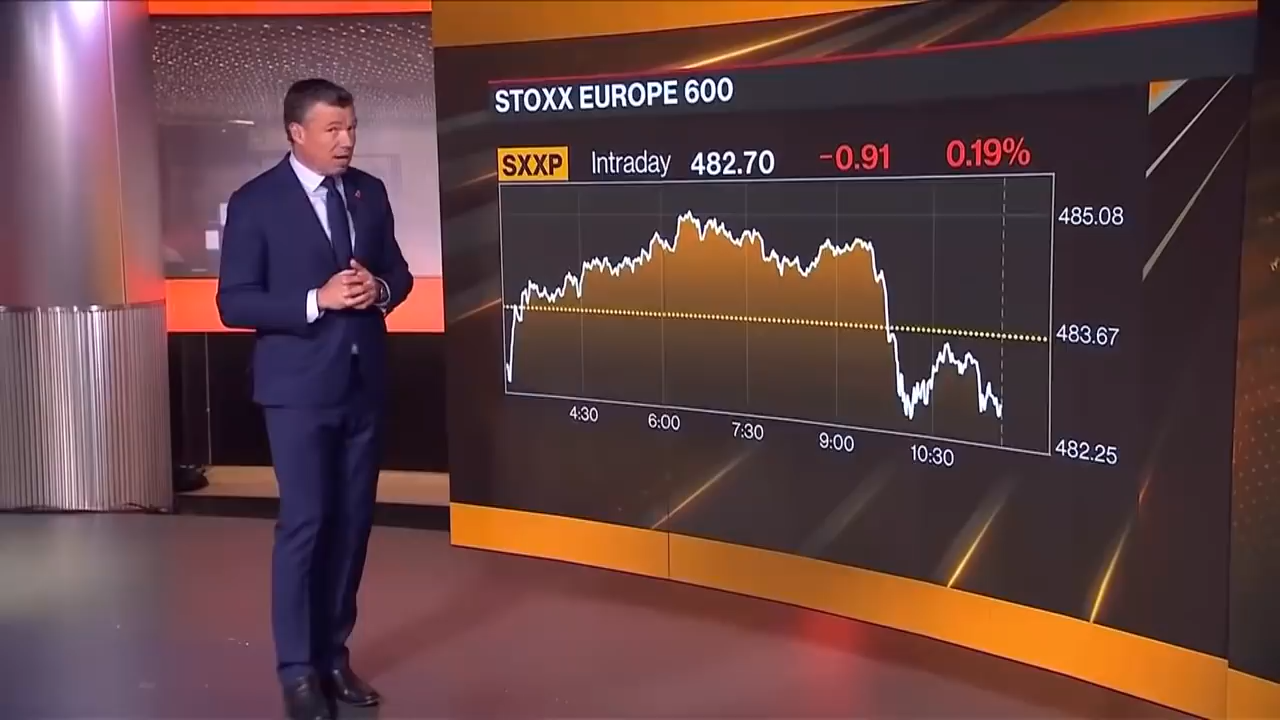 STOXX EUROPE 600
SXXP Intraday 482.70 −0.91 0.19%
485.08
483.67
482.25
4:30 6:00 7:30 9:00 10:30